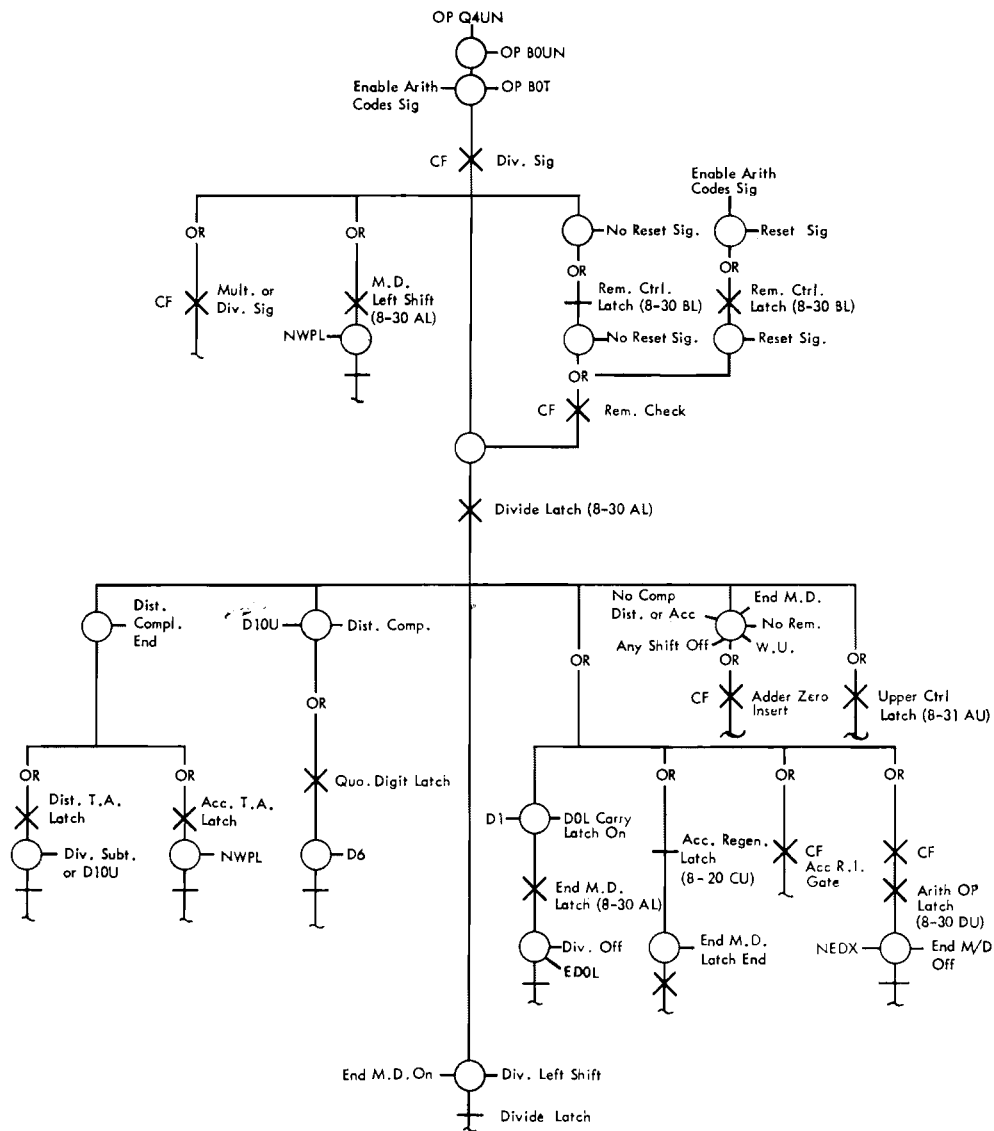 OP Q4UN
OP B0UN
Enable Arith
Codes Sig
OP B0T
CF
Div. Sig
Enable Arith
Codes Sig
OR
OR
No Reset Sig.
Reset Sig
OR
OR
CF
Mult. or
Div. Sig
M.D.
Left Shift
(8-30 AL)
Rem. Ctrl.
Latch (8-30 BL)
Rem. Ctrl.
Latch (8-30 BL)
NWPL
No Reset Sig.
Reset Sig.
OR
CF
Rem. Check
Divide Latch (8-30 AL)
Dist.
Compl.
End
D10U
Dist. Comp.
No Comp
Dist. or Acc
End M.D.
No Rem.
W.U.
Any Shift Off
OR
OR
OR
OR
CF
Adder Zero
Insert
Upper Ctrl
Latch (8-31 AU)
OR
OR
Quo. Digit Latch
OR
OR
OR
OR
Dist. T.A.
Latch
Acc. T.A.
Latch
D1
D0L Carry
Latch On
Div. Subt.
or D10U
NWPL
D6
Acc. Regen.
Latch
(8-20 CU)
CF
Acc R.I.
Gate
CF
End M.D.
Latch (8-30 AL)
Arith OP
Latch
(8-30 DU)
Div. Off
ED0L
End M.D.
Latch End
NEDX
End M/D
Off
End M.D. On
Div. Left Shift
Divide Latch